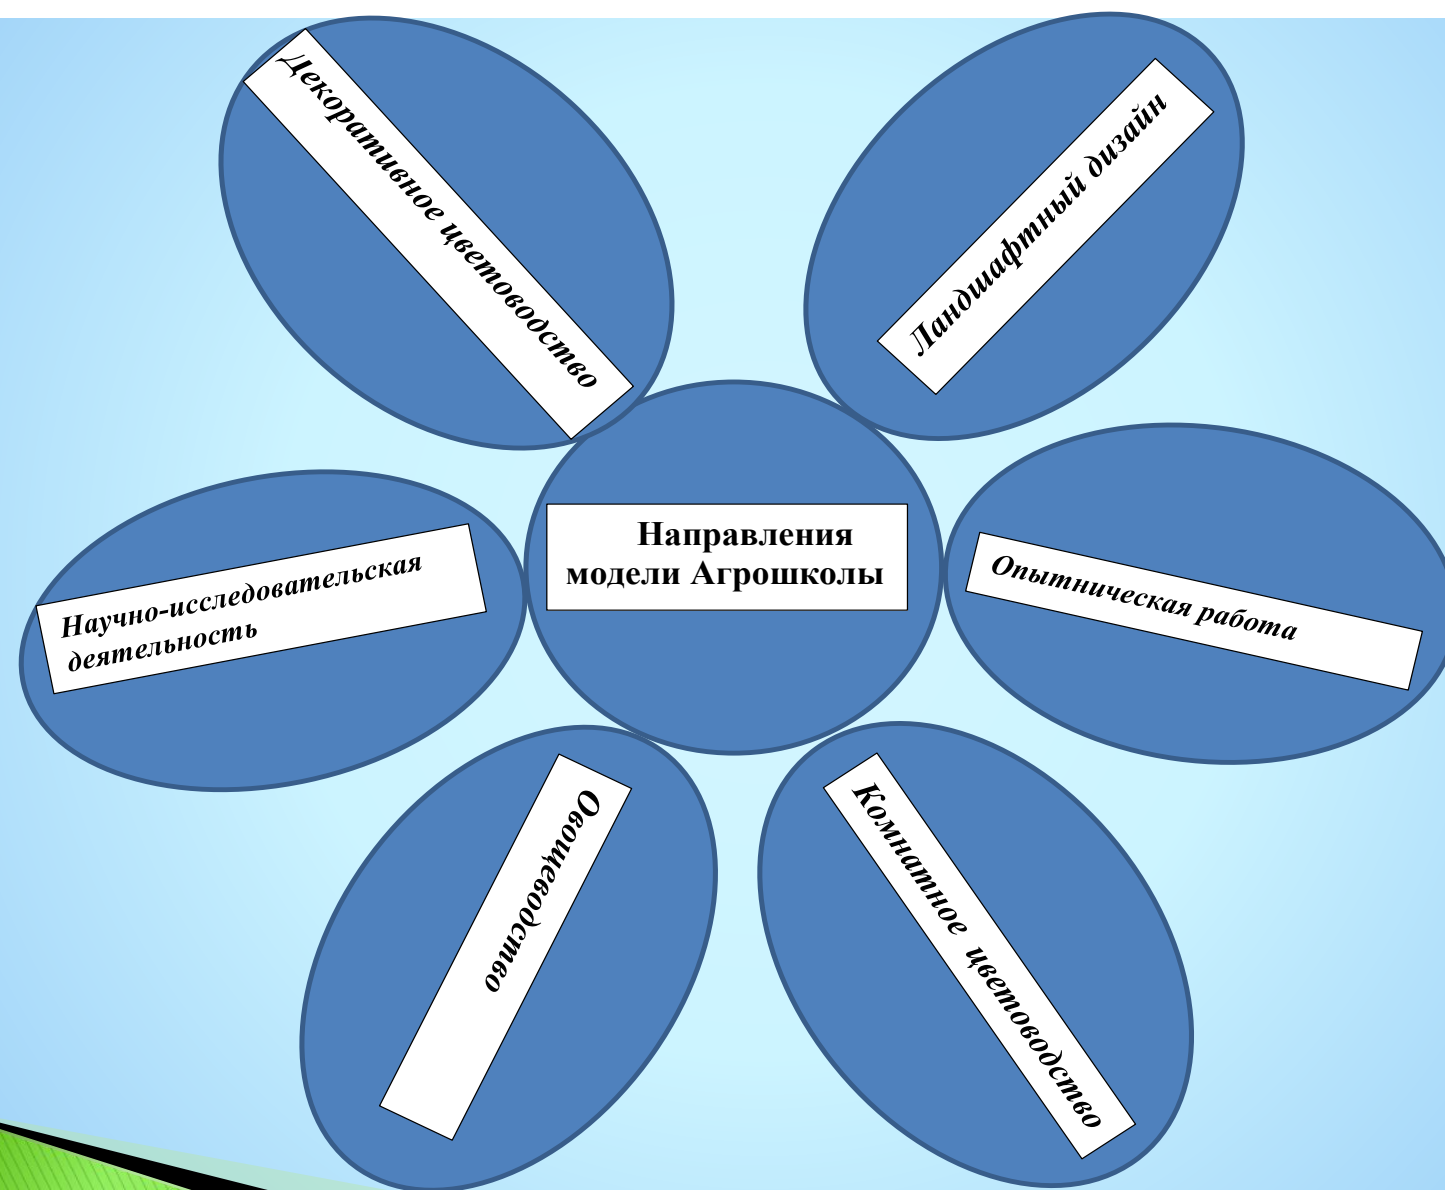 Декоративное цветоводство
Ландшафтный дизайн
Направления
модели Агрошколы
Научно-исследовательская
деятельность
Опытническая работа
Овощеводство
Комнатное цветоводство